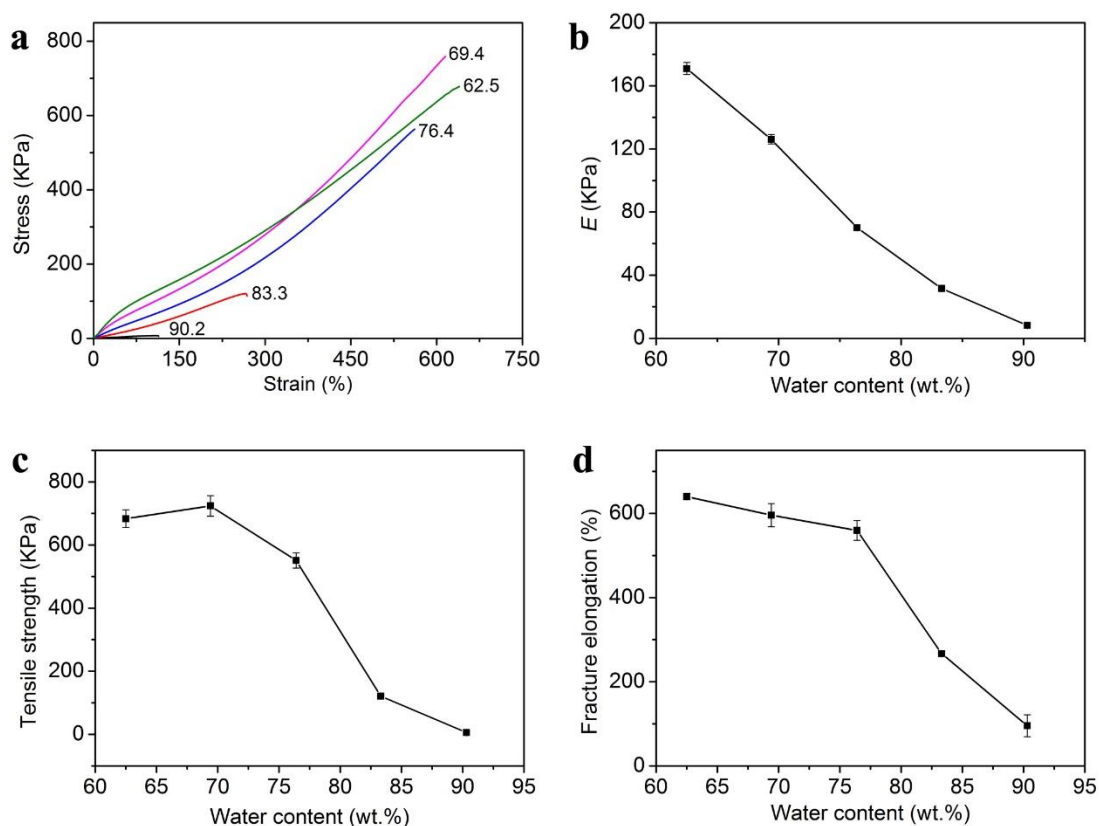 a
Stress (KPa)
800
600
400
200
0
0 150 300 450 600 750
Strain (%)
69.4
62.5
76.4
83.3
90.2
b
E (KPa)
200
160
120
80
40
0
60 70 80 90
Water content (wt.%)
c
Tensile strength (KPa)
800
600
400
200
0
60 65 70 75 80 85 90 95
Water content (wt.%)
d
Fracture elongation (%)
600
400
200
0
60 65 70 75 80 85 90 95
Water content (wt.%)